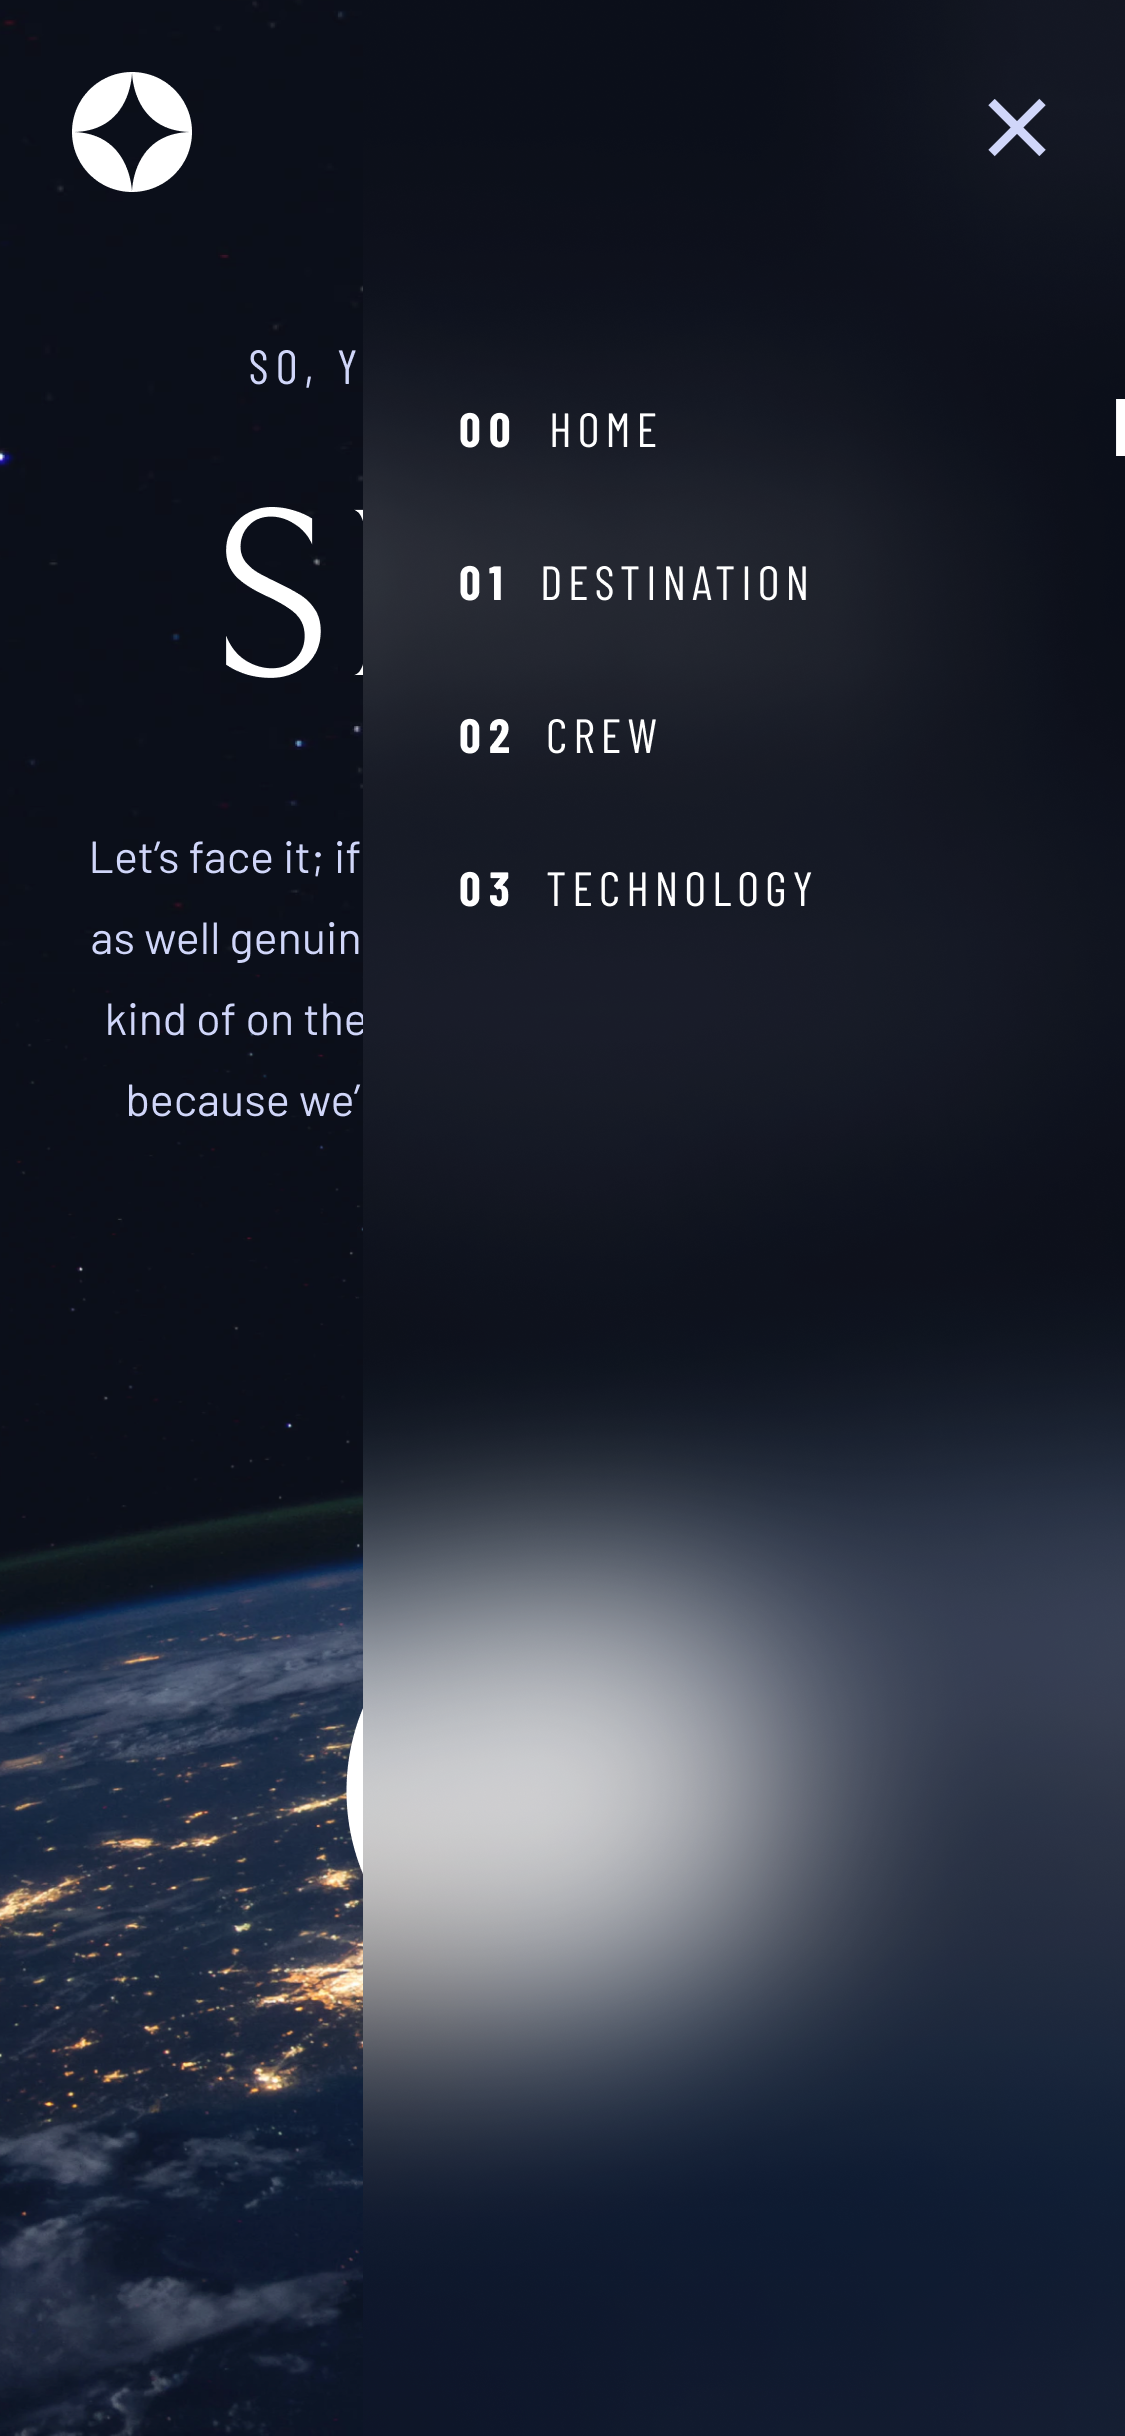 SO, Y
00 HOME
S
01 DESTINATION
02 CREW
Let’s face it; if
03 TECHNOLOGY
as well genuin
kind of on the
because we’